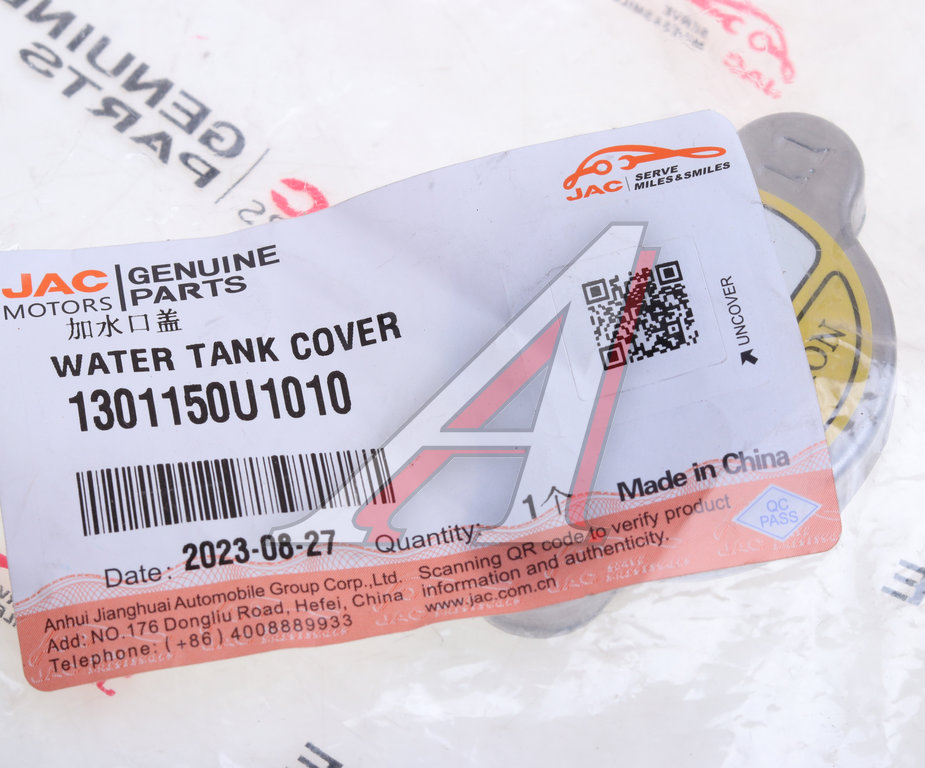 GENUINE
PARTS
JAC
SERVE
MILES & SMILES
JAC
MOTORS
GENUINE
PARTS
加水口盖
WATER TANK COVER
1301150U1010
UNCOVER
Made in China
QC
PASS
Date: 2023-08-27
Quantity: 1个
Scanning QR code to verify product
information and authenticity.
www.jac.com.cn
Anhui Jianghuai Automobile Group Corp.,Ltd.
Add: NO.176 Dongliu Road, Hefei, China
Telephone: (+86) 4008889933